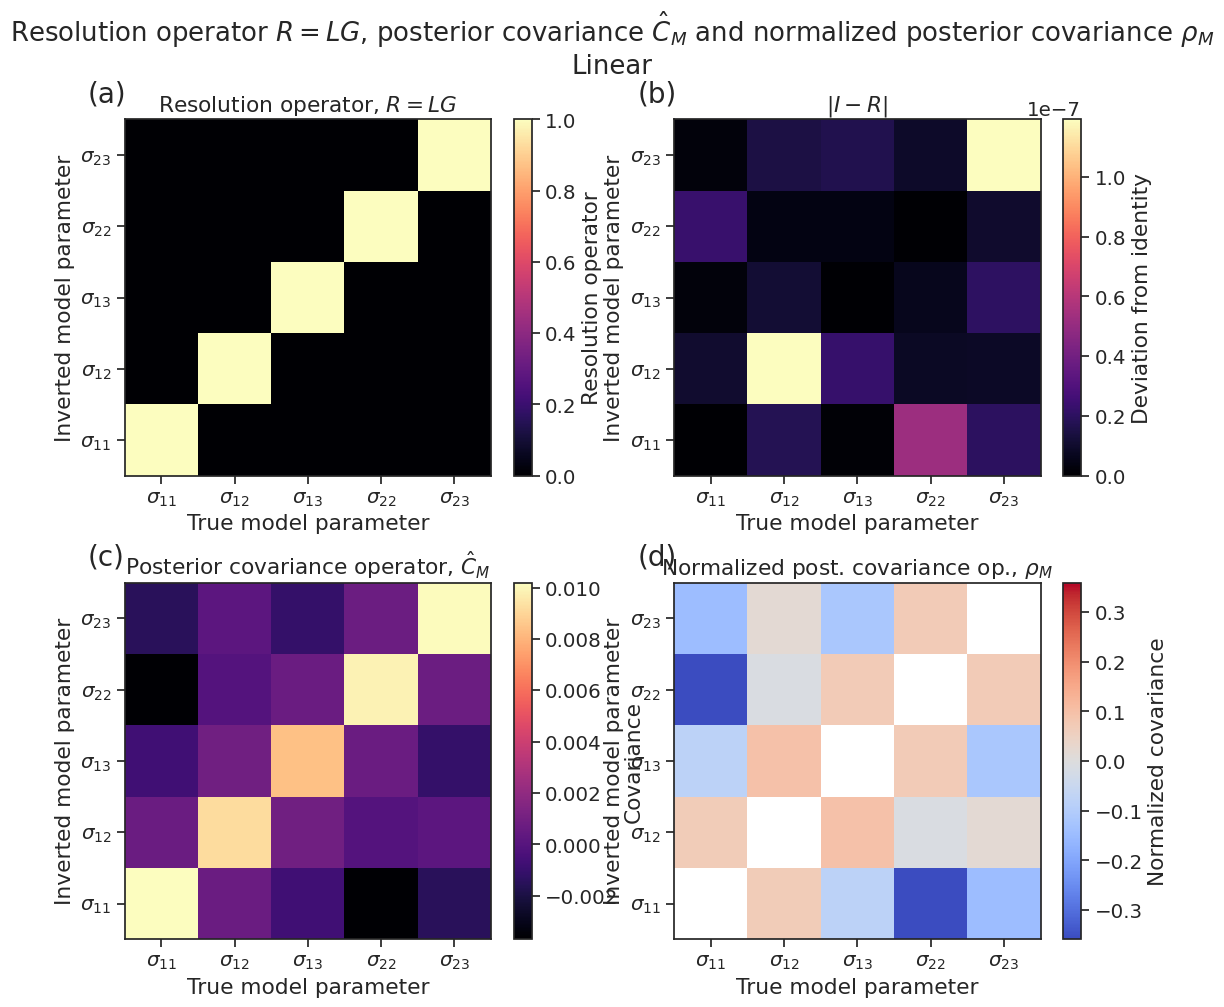 Resolution operator R = LG, posterior covariance Ĉ_M and normalized posterior covariance ρ_M
Linear
(a)
Resolution operator, R = LG
Inverted model parameter
σ₂₃
σ₂₂
σ₁₃
σ₁₂
σ₁₁
σ₁₁ σ₁₂ σ₁₃ σ₂₂ σ₂₃
True model parameter
1.0
0.8
0.6
0.4
0.2
0.0
Resolution operator
(b)
|I − R|
1e−7
Inverted model parameter
σ₂₃
σ₂₂
σ₁₃
σ₁₂
σ₁₁
σ₁₁ σ₁₂ σ₁₃ σ₂₂ σ₂₃
True model parameter
1.0
0.8
0.6
0.4
0.2
0.0
Deviation from identity
(c)
Posterior covariance operator, Ĉ_M
Inverted model parameter
σ₂₃
σ₂₂
σ₁₃
σ₁₂
σ₁₁
σ₁₁ σ₁₂ σ₁₃ σ₂₂ σ₂₃
True model parameter
0.010
0.008
0.006
0.004
0.002
0.000
−0.002
Covariance
(d)
Normalized post. covariance op., ρ_M
Inverted model parameter
σ₂₃
σ₂₂
σ₁₃
σ₁₂
σ₁₁
σ₁₁ σ₁₂ σ₁₃ σ₂₂ σ₂₃
True model parameter
0.3
0.2
0.1
0.0
−0.1
−0.2
−0.3
Normalized covariance